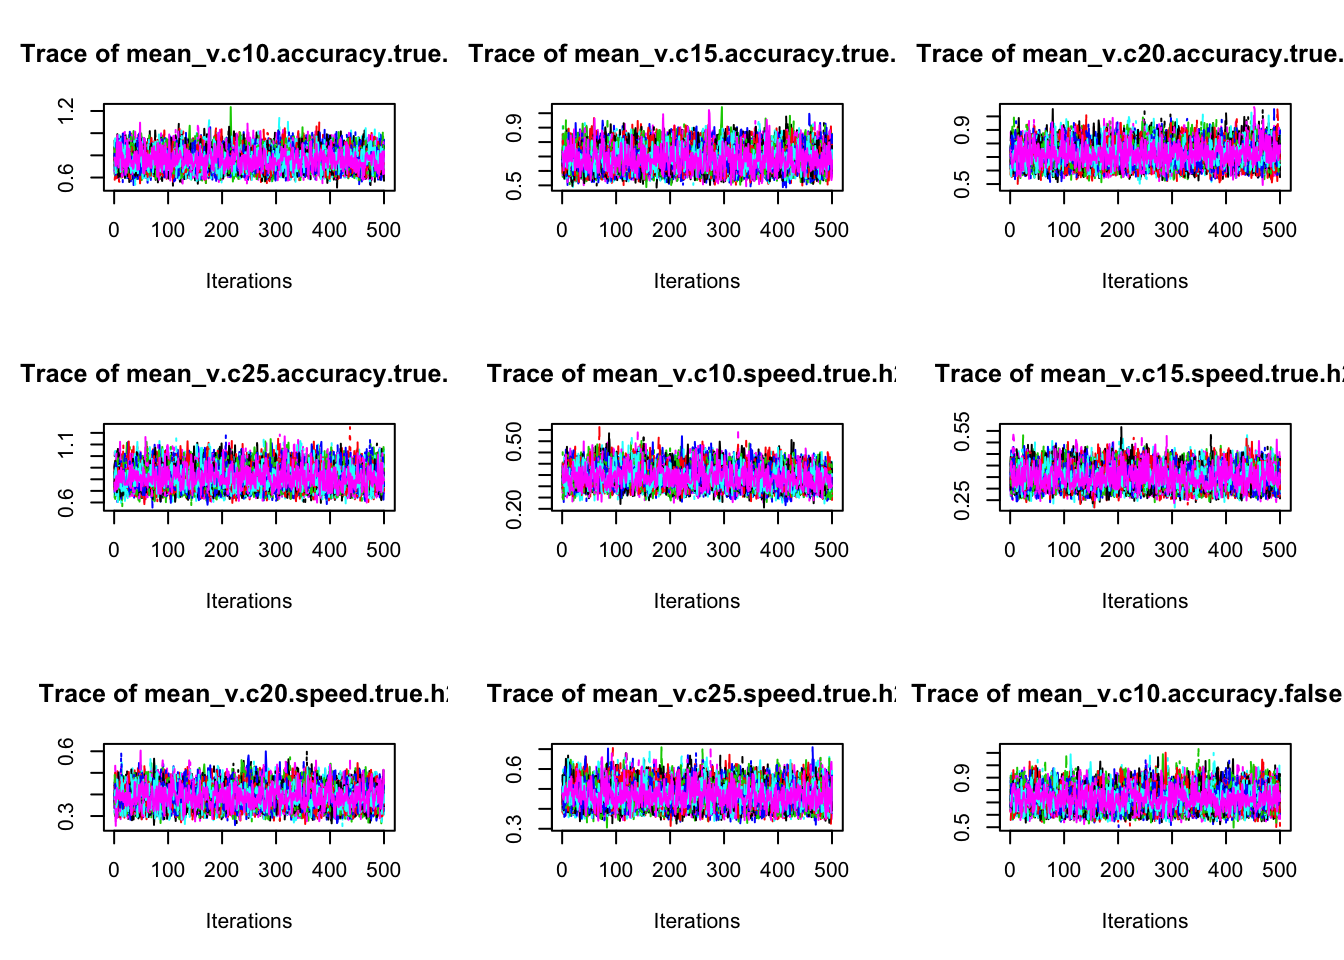 Trace of mean_v.c10.accuracy.true. Trace of mean_v.c15.accuracy.true. Trace of mean_v.c20.accuracy.true.
1.2 0.6 0.9 0.5 0.9 0.5
0 100 200 300 400 500 0 100 200 300 400 500 0 100 200 300 400 500
Iterations Iterations Iterations
Trace of mean_v.c25.accuracy.true. Trace of mean_v.c10.speed.true.h Trace of mean_v.c15.speed.true.h
1.1 0.6 0.50 0.20 0.55 0.25
0 100 200 300 400 500 0 100 200 300 400 500 0 100 200 300 400 500
Iterations Iterations Iterations
Trace of mean_v.c20.speed.true.h Trace of mean_v.c25.speed.true.h Trace of mean_v.c10.accuracy.false
0.6 0.3 0.6 0.3 0.9 0.5
0 100 200 300 400 500 0 100 200 300 400 500 0 100 200 300 400 500
Iterations Iterations Iterations